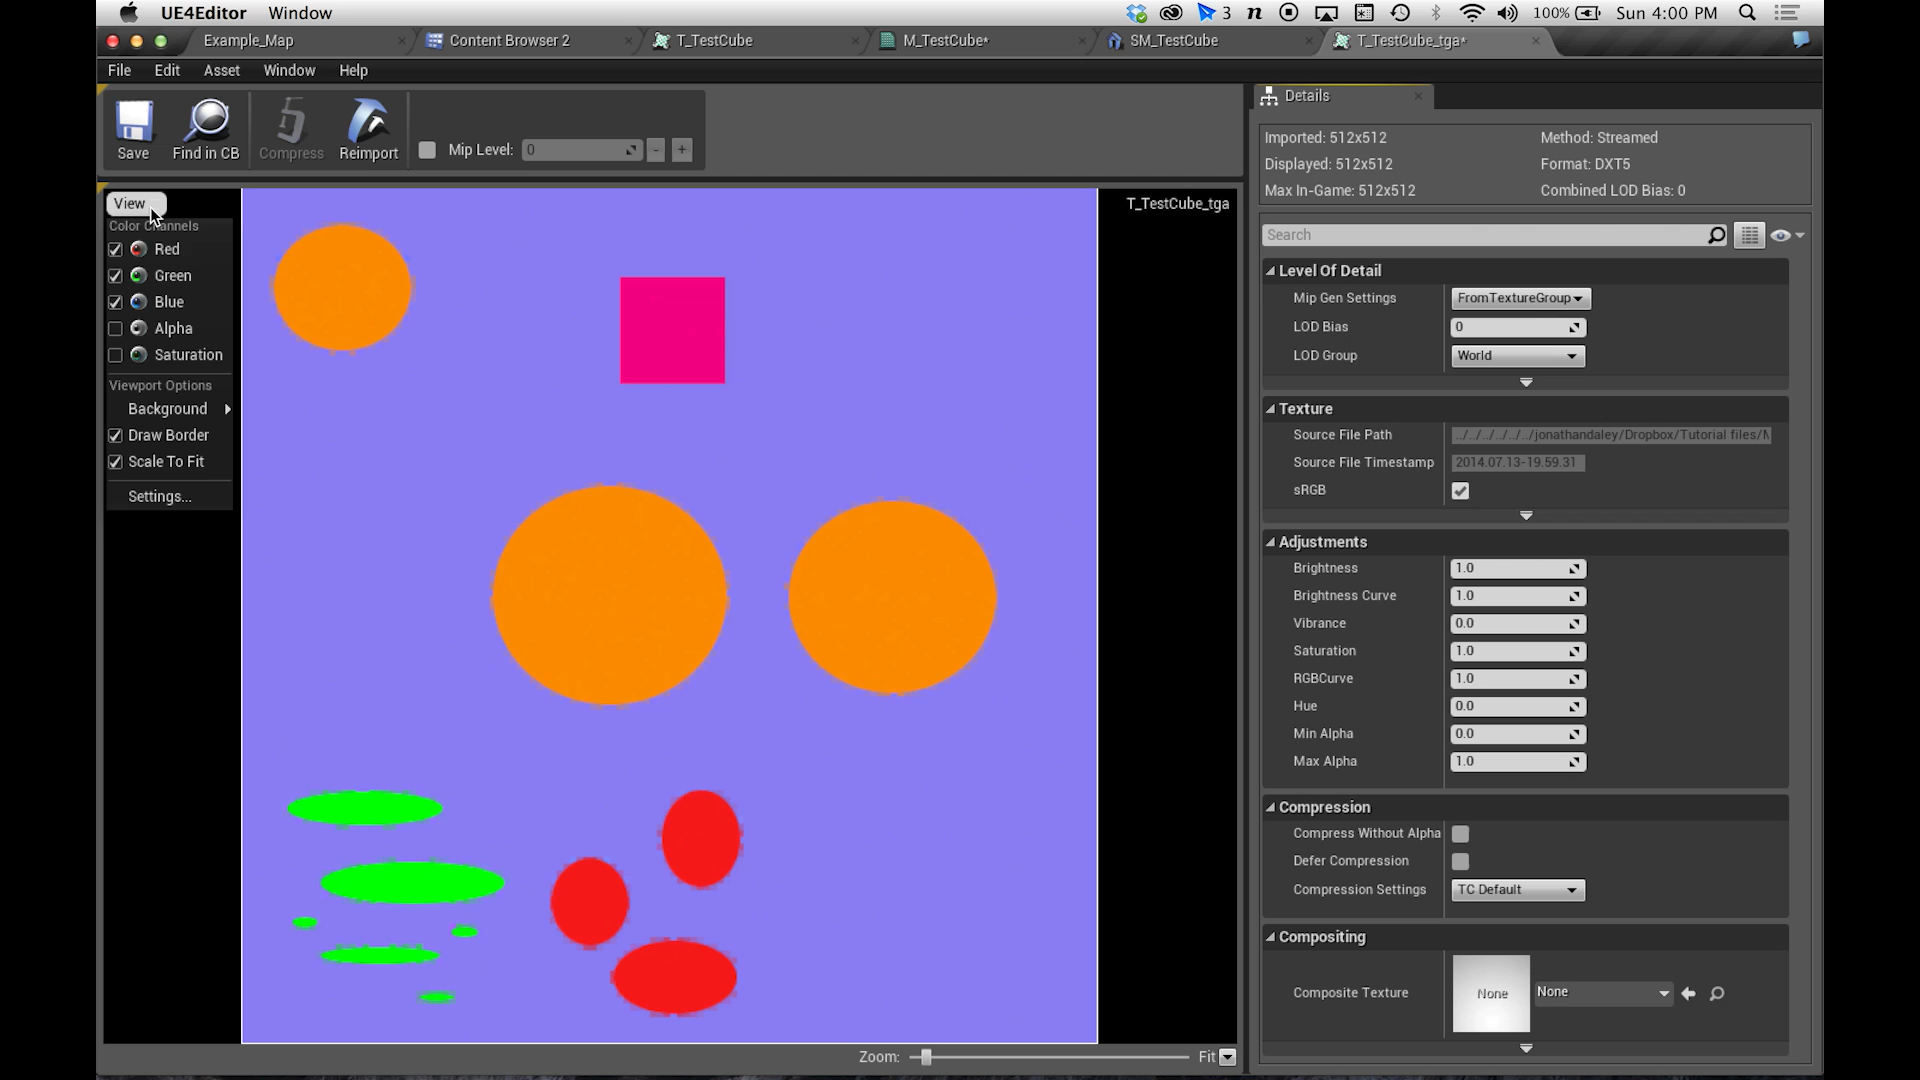 UE4Editor Window
3 100% Sun 4:00 PM
Example_Map Content Browser 2 T_TestCube M_TestCube* SM_TestCube T_TestCube_tga*
File Edit Asset Window Help
Save Find in CB Compress Reimport Mip Level: 0 - +
View
Color Channels
Red
Green
Blue
Alpha
Saturation
Viewport Options
Background
Draw Border
Scale To Fit
Settings...
T_TestCube_tga
Zoom: Fit
Details
Imported: 512x512 Method: Streamed
Displayed: 512x512 Format: DXT5
Max In-Game: 512x512 Combined LOD Bias: 0
Search
Level Of Detail
Mip Gen Settings FromTextureGroup
LOD Bias 0
LOD Group World
Texture
Source File Path ../../../../../../jonathandaley/Dropbox/Tutorial files/M
Source File Timestamp 2014.07.13-19.59.31
sRGB
Adjustments
Brightness 1.0
Brightness Curve 1.0
Vibrance 0.0
Saturation 1.0
RGBCurve 1.0
Hue 0.0
Min Alpha 0.0
Max Alpha 1.0
Compression
Compress Without Alpha
Defer Compression
Compression Settings TC Default
Compositing
Composite Texture None None